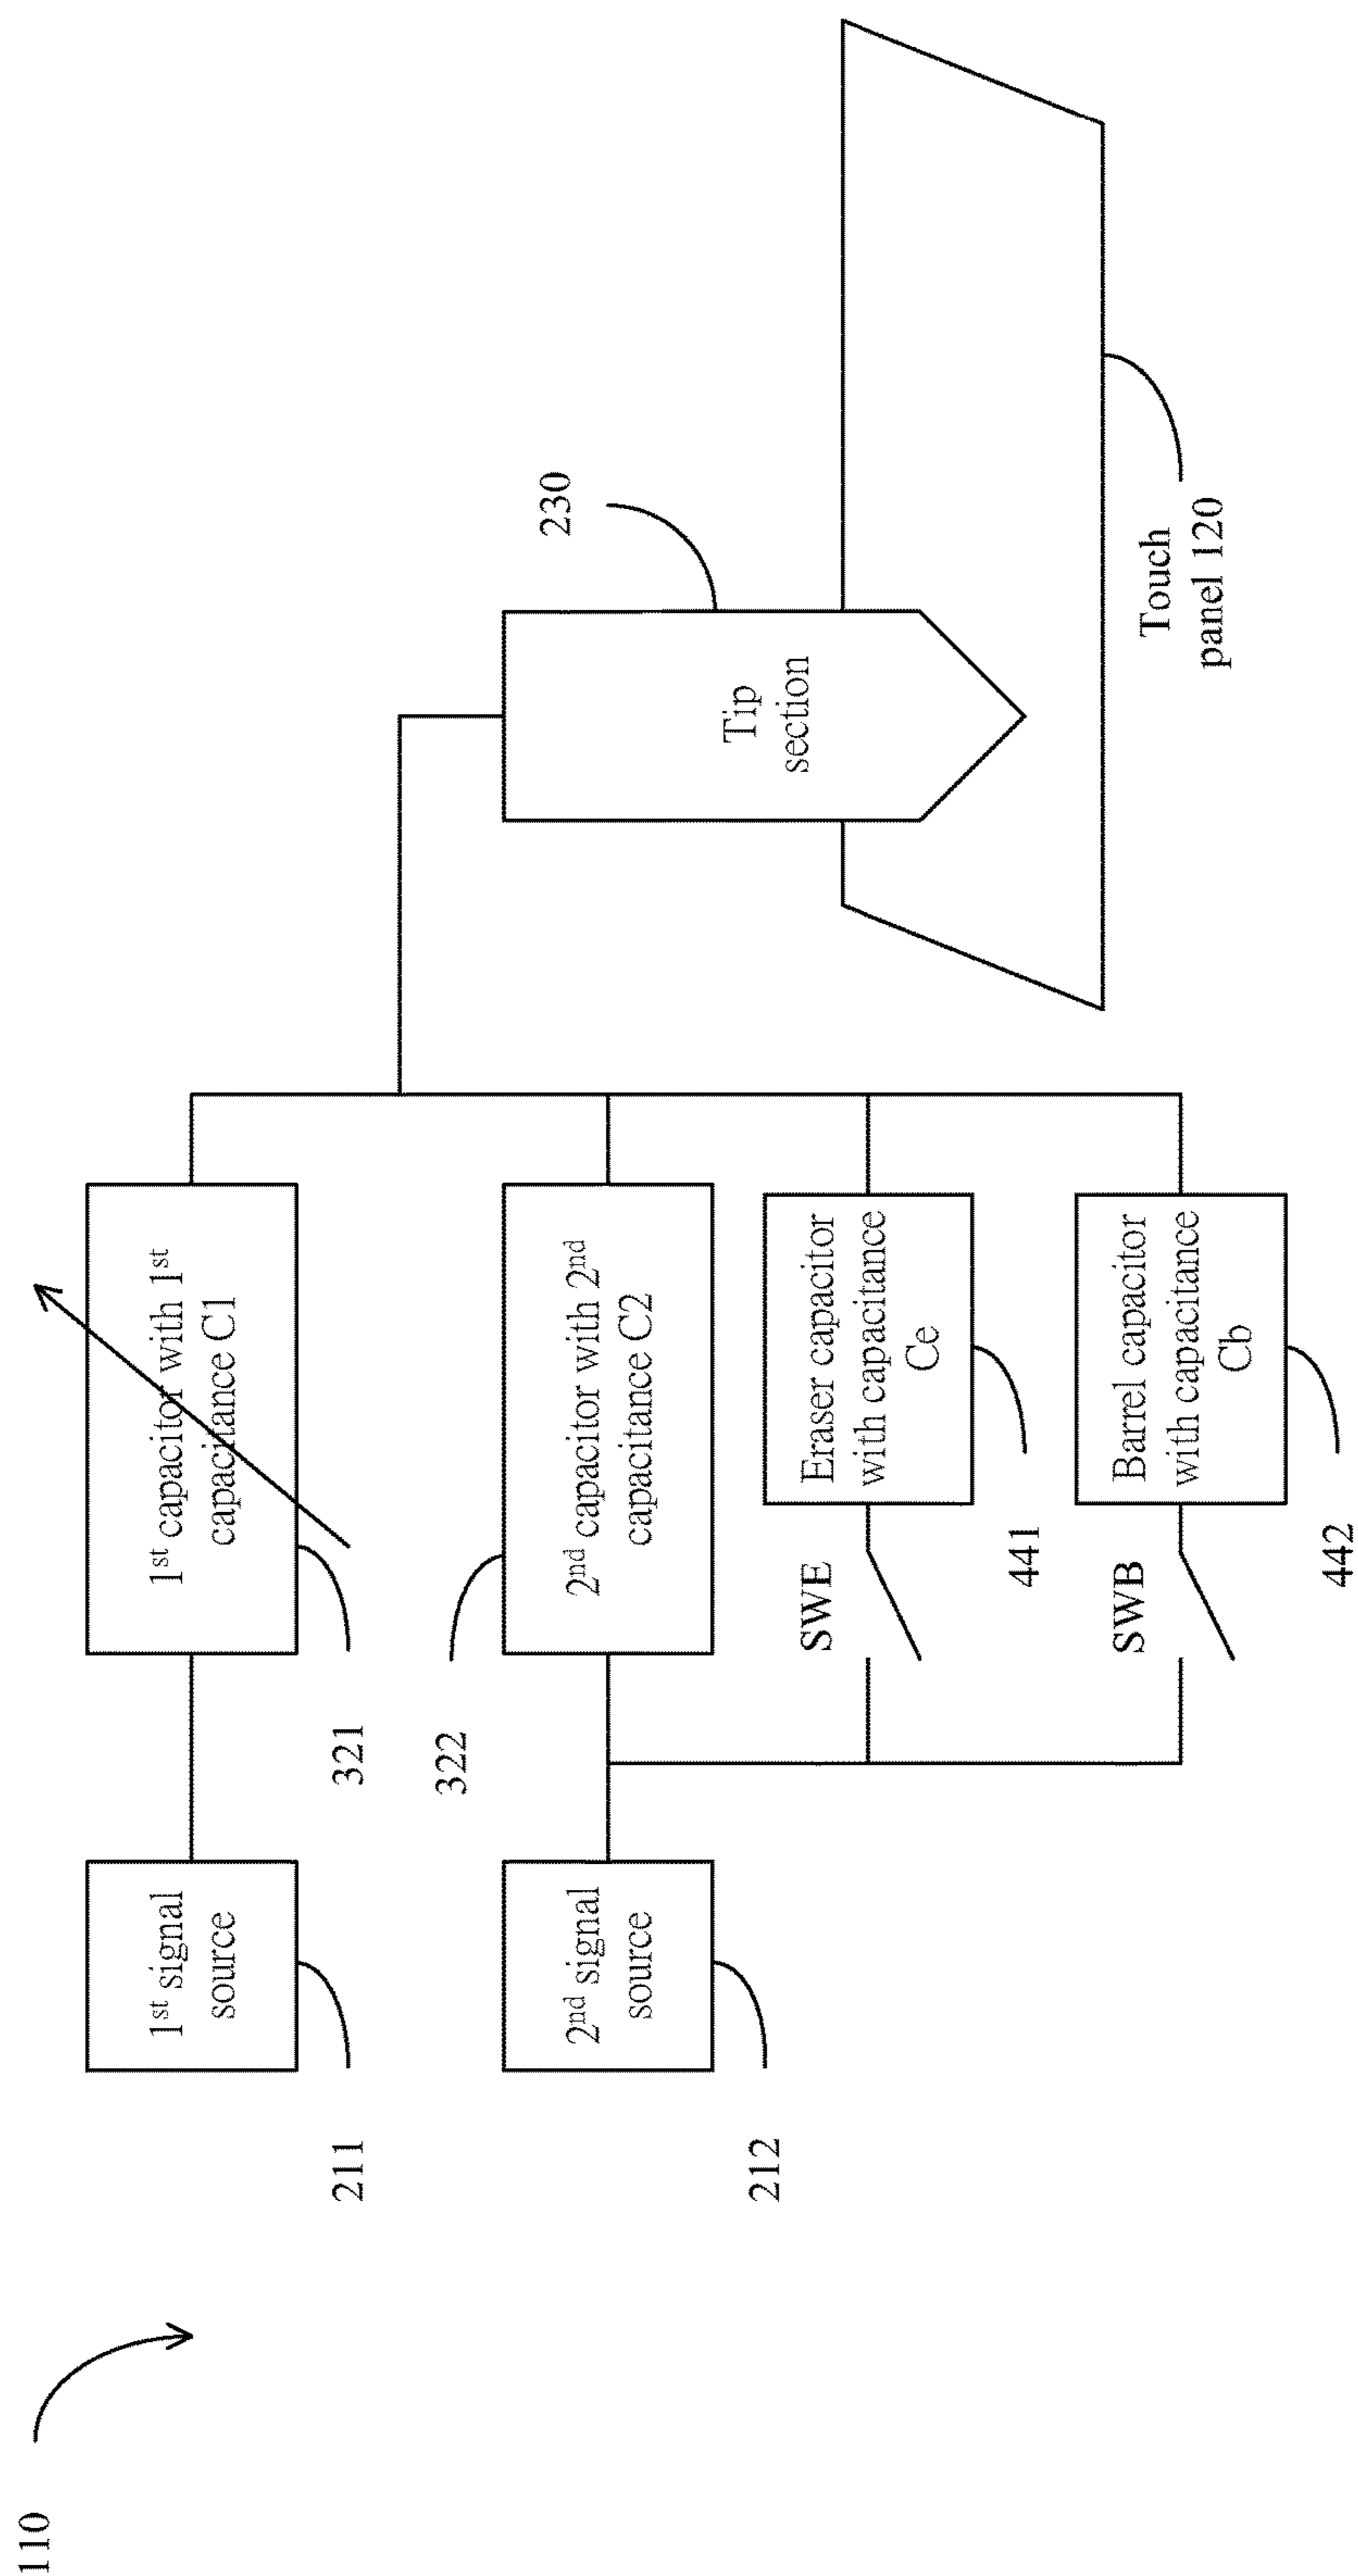 110
1st signal
source
211
1st capacitor with 1st
capacitance C1
321
2nd signal
source
212
2nd capacitor with 2nd
capacitance C2
322
SWE
Eraser capacitor
with capacitance
Ce
441
SWB
Barrel capacitor
with capacitance
Cb
442
230
Tip
section
Touch
panel 120